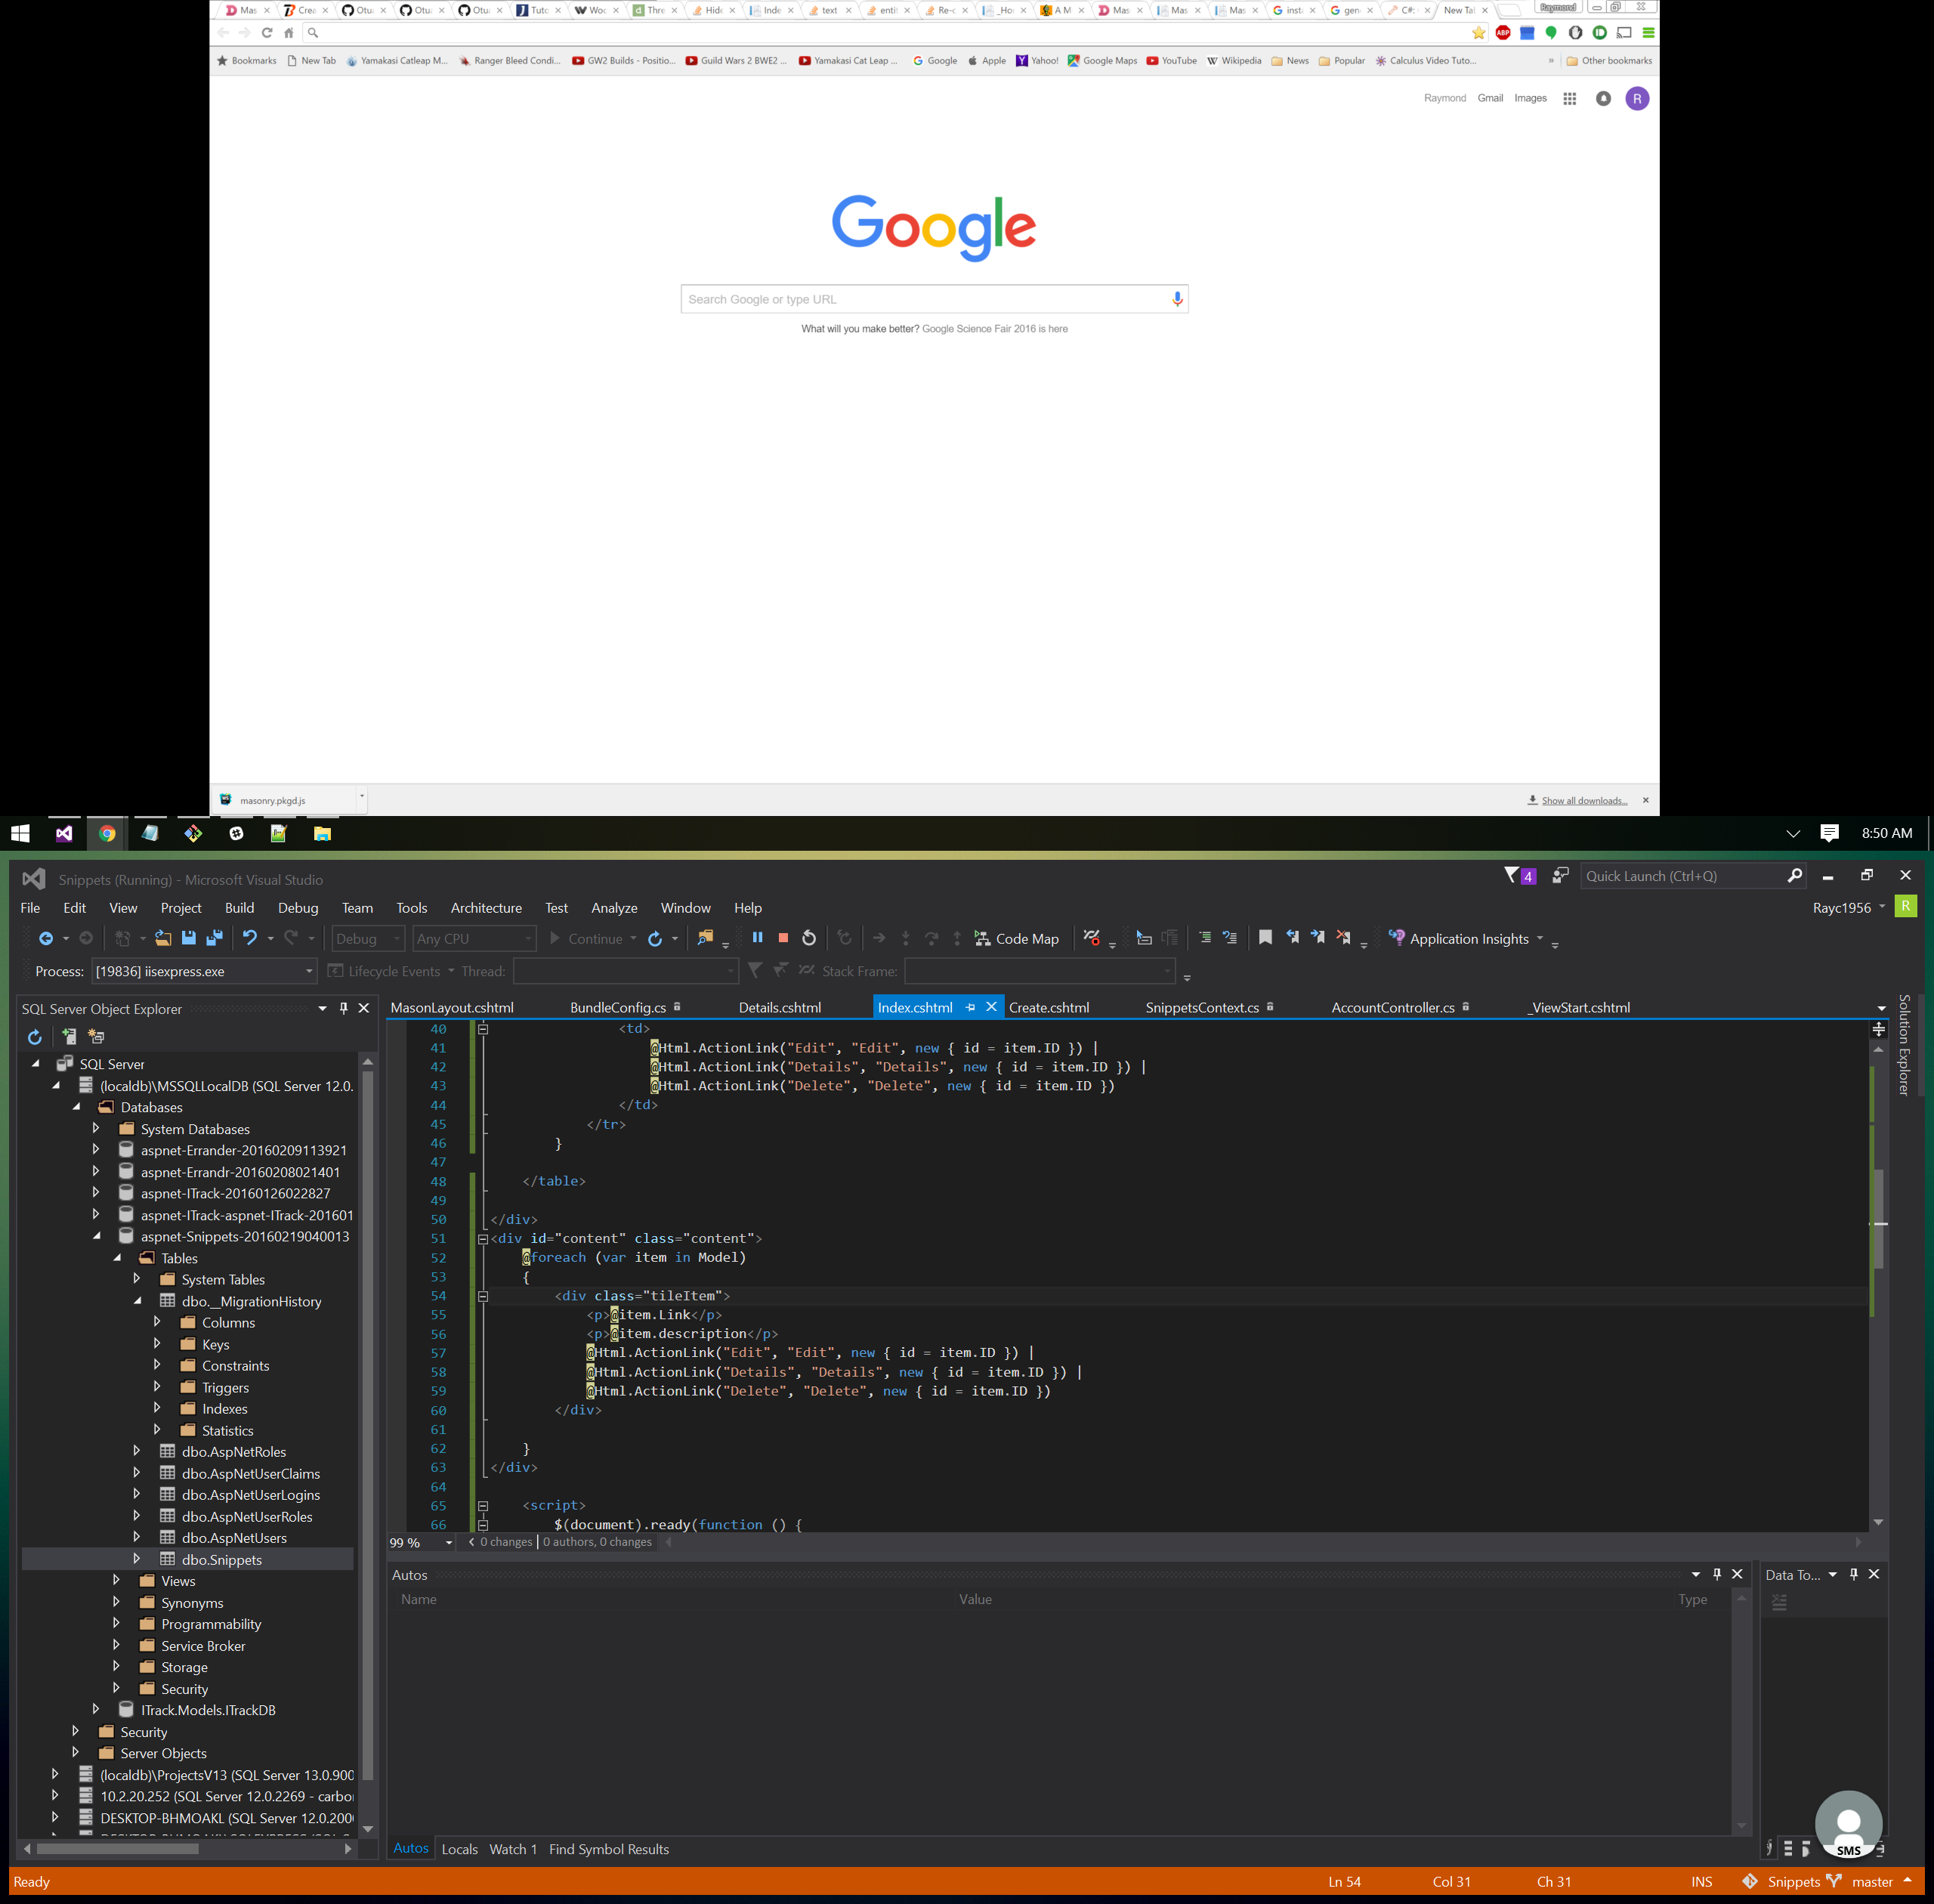 Mas Crea Otu Otu Otu Tuto Woo Thre Hide Inde text enti Re-c _Ho A M Mas Mas Mas insta gene C#: New Tab Raymond
Bookmarks New Tab Yamakasi Catleap M... Ranger Bleed Condi... GW2 Builds - Positio... Guild Wars 2 BWE2 ... Yamakasi Cat Leap ... Google Apple Yahoo! Google Maps YouTube Wikipedia News Popular Calculus Video Tuto... » Other bookmarks
Raymond Gmail Images R
Google
Search Google or type URL
What will you make better? Google Science Fair 2016 is here
masonry.pkgd.js Show all downloads...
8:50 AM
Snippets (Running) - Microsoft Visual Studio 4 Quick Launch (Ctrl+Q)
File Edit View Project Build Debug Team Tools Architecture Test Analyze Window Help Rayc1956 R
Debug Any CPU Continue Code Map Application Insights
Process: [19836] iisexpress.exe Lifecycle Events Thread: Stack Frame:
SQL Server Object Explorer
SQL Server
(localdb)\MSSQLLocalDB (SQL Server 12.0.
Databases
System Databases
aspnet-Errander-20160209113921
aspnet-Errandr-20160208021401
aspnet-ITrack-20160126022827
aspnet-ITrack-aspnet-ITrack-201601
aspnet-Snippets-20160219040013
Tables
System Tables
dbo.__MigrationHistory
Columns
Keys
Constraints
Triggers
Indexes
Statistics
dbo.AspNetRoles
dbo.AspNetUserClaims
dbo.AspNetUserLogins
dbo.AspNetUserRoles
dbo.AspNetUsers
dbo.Snippets
Views
Synonyms
Programmability
Service Broker
Storage
Security
ITrack.Models.ITrackDB
Security
Server Objects
(localdb)\ProjectsV13 (SQL Server 13.0.900
10.2.20.252 (SQL Server 12.0.2269 - carbo
DESKTOP-BHMOAKL (SQL Server 12.0.200
MasonLayout.cshtml BundleConfig.cs Details.cshtml Index.cshtml Create.cshtml SnippetsContext.cs AccountController.cs _ViewStart.cshtml
Solution Explorer
40 <td>
41 @Html.ActionLink("Edit", "Edit", new { id = item.ID }) |
42 @Html.ActionLink("Details", "Details", new { id = item.ID }) |
43 @Html.ActionLink("Delete", "Delete", new { id = item.ID })
44 </td>
45 </tr>
46 }
47
48 </table>
49
50 </div>
51 <div id="content" class="content">
52 @foreach (var item in Model)
53 {
54 <div class="tileItem">
55 <p>@item.Link</p>
56 <p>@item.description</p>
57 @Html.ActionLink("Edit", "Edit", new { id = item.ID }) |
58 @Html.ActionLink("Details", "Details", new { id = item.ID }) |
59 @Html.ActionLink("Delete", "Delete", new { id = item.ID })
60 </div>
61
62 }
63 </div>
64
65 <script>
66 $(document).ready(function () {
99 % 0 changes | 0 authors, 0 changes
Autos
Name Value Type
Data To...
Autos Locals Watch 1 Find Symbol Results
SMS
Ready Ln 54 Col 31 Ch 31 INS Snippets master